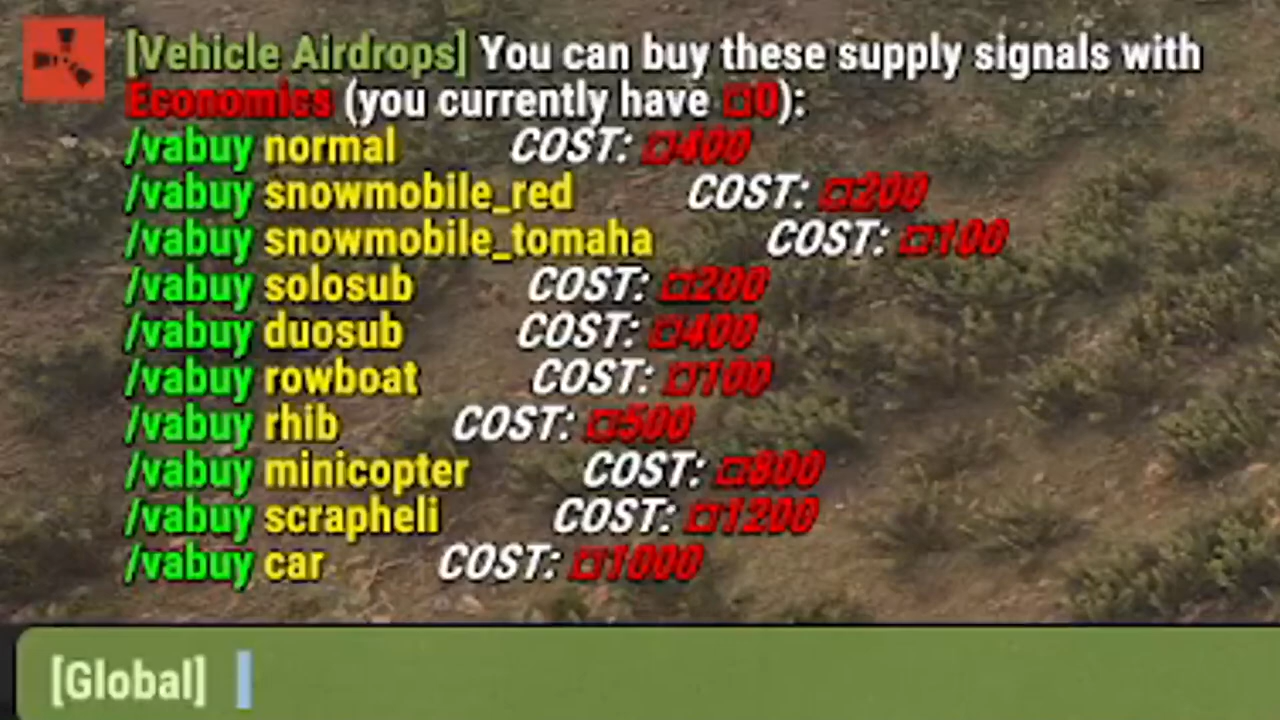 [Vehicle Airdrops] You can buy these supply signals with
Economics (you currently have □0):
/vabuy normal COST: □400
/vabuy snowmobile_red COST: □200
/vabuy snowmobile_tomaha COST: □100
/vabuy solosub COST: □200
/vabuy duosub COST: □400
/vabuy rowboat COST: □100
/vabuy rhib COST: □500
/vabuy minicopter COST: □800
/vabuy scrapheli COST: □1200
/vabuy car COST: □1000
[Global]